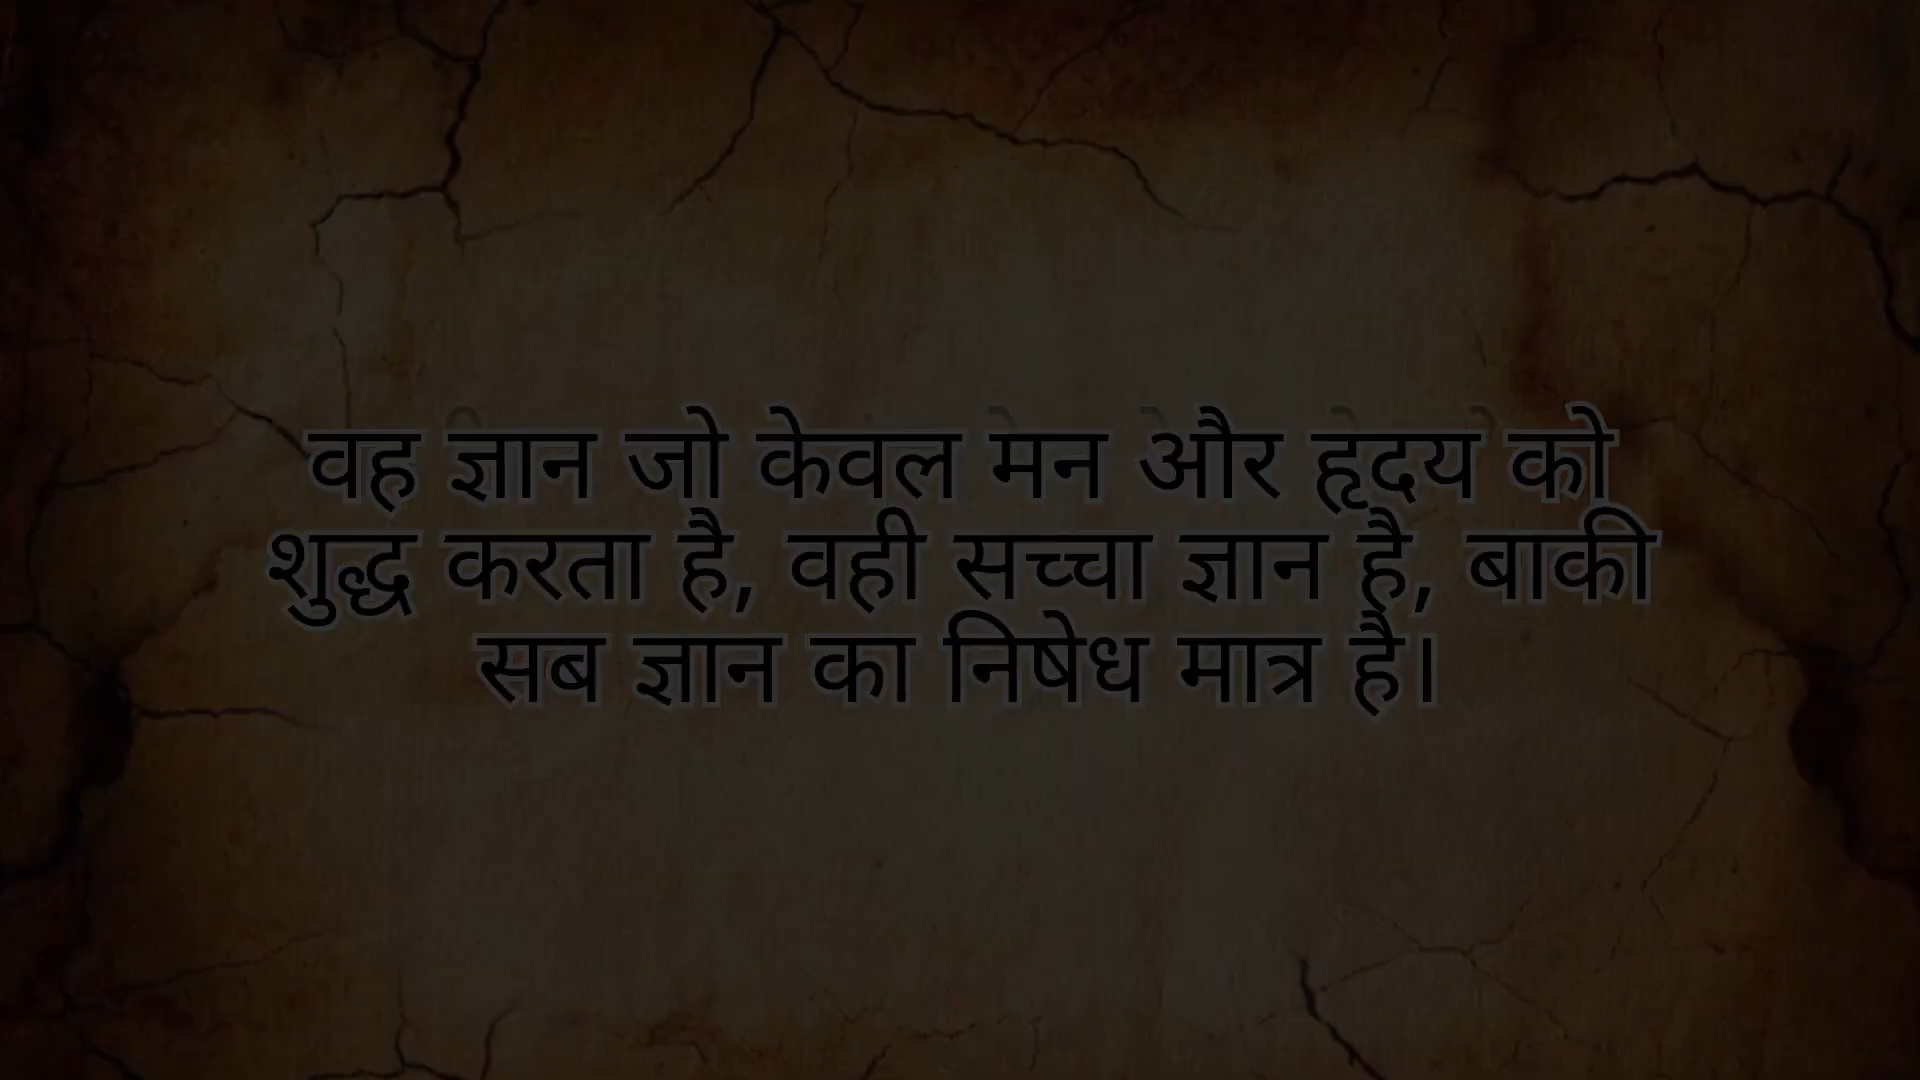 वह ज्ञान जो केवल मन और हृदय को
शुद्ध करता है, वही सच्चा ज्ञान है, बाकी
सब ज्ञान का निषेध मात्र है।